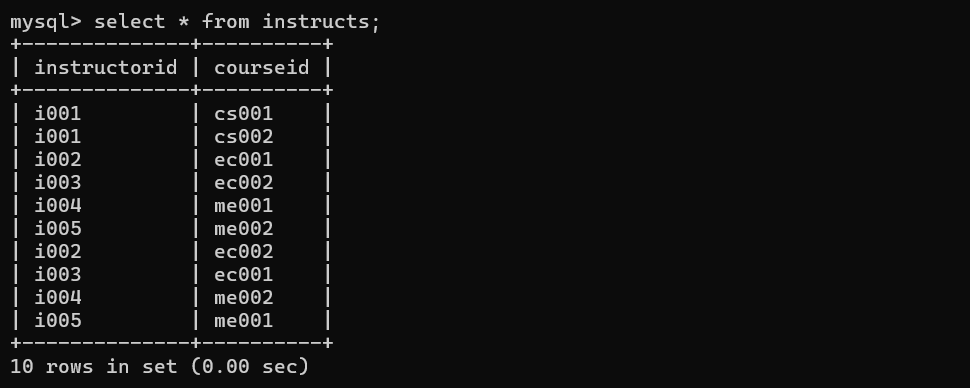 mysql> select * from instructs;
+--------------+----------+
| instructorid | courseid |
+--------------+----------+
| i001         | cs001    |
| i001         | cs002    |
| i002         | ec001    |
| i003         | ec002    |
| i004         | me001    |
| i005         | me002    |
| i002         | ec002    |
| i003         | ec001    |
| i004         | me002    |
| i005         | me001    |
+--------------+----------+
10 rows in set (0.00 sec)